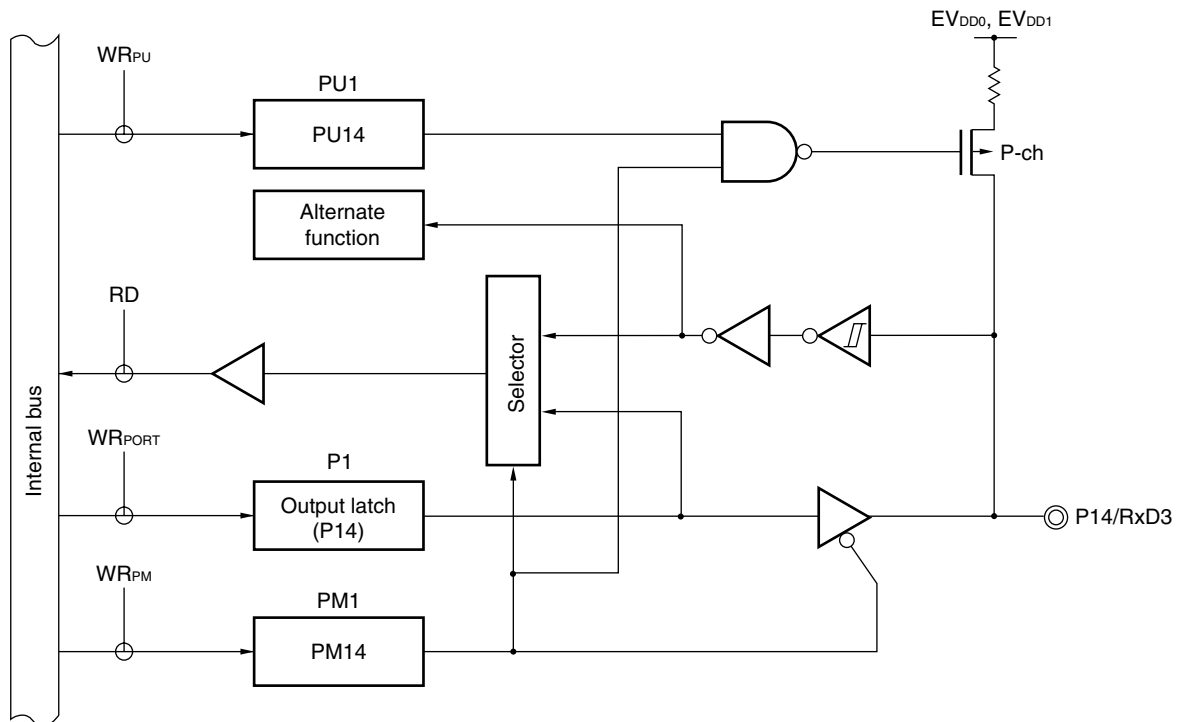 EVDD0, EVDD1
WRPU
PU1
PU14
P-ch
Alternate
function
RD
Selector
Internal bus
WRPORT
P1
Output latch
(P14)
P14/RxD3
WRPM
PM1
PM14